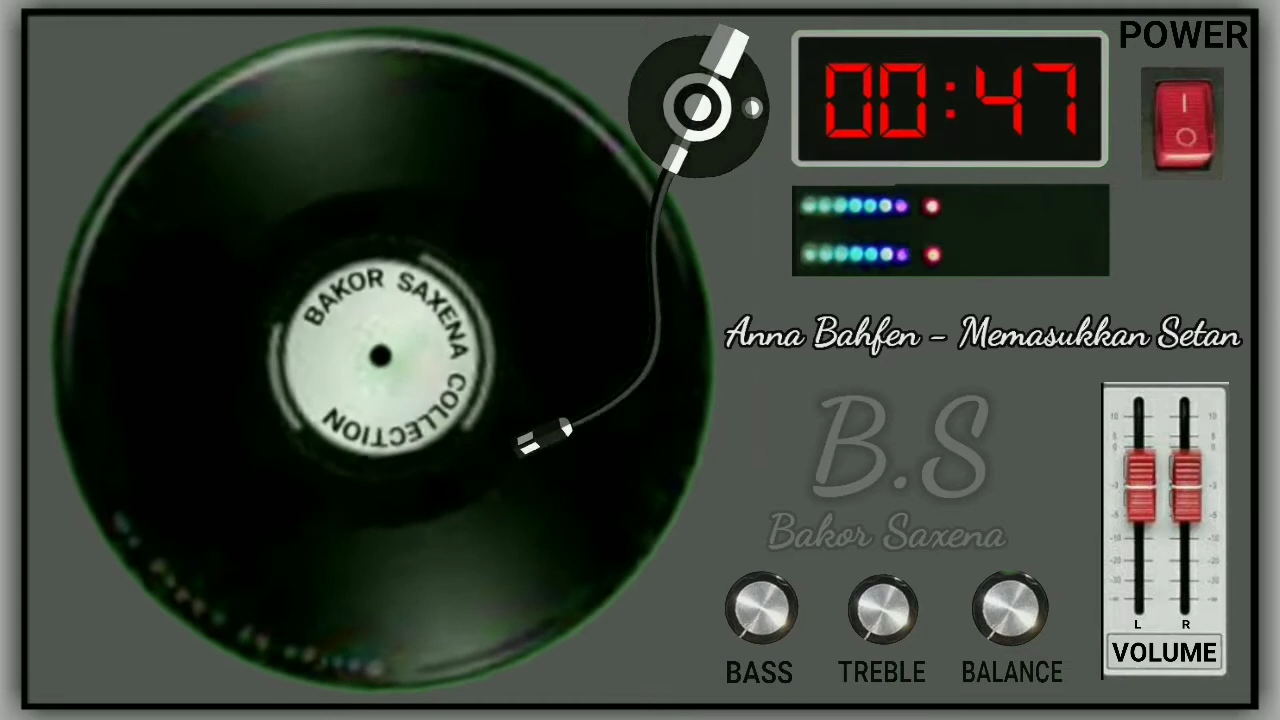 POWER
00:47
BAKOR SAXENA COLLECTION
Anna Bahfen - Memasukkan Setan
B.S
Bakor Saxena
BASS
TREBLE
BALANCE
L
R
VOLUME